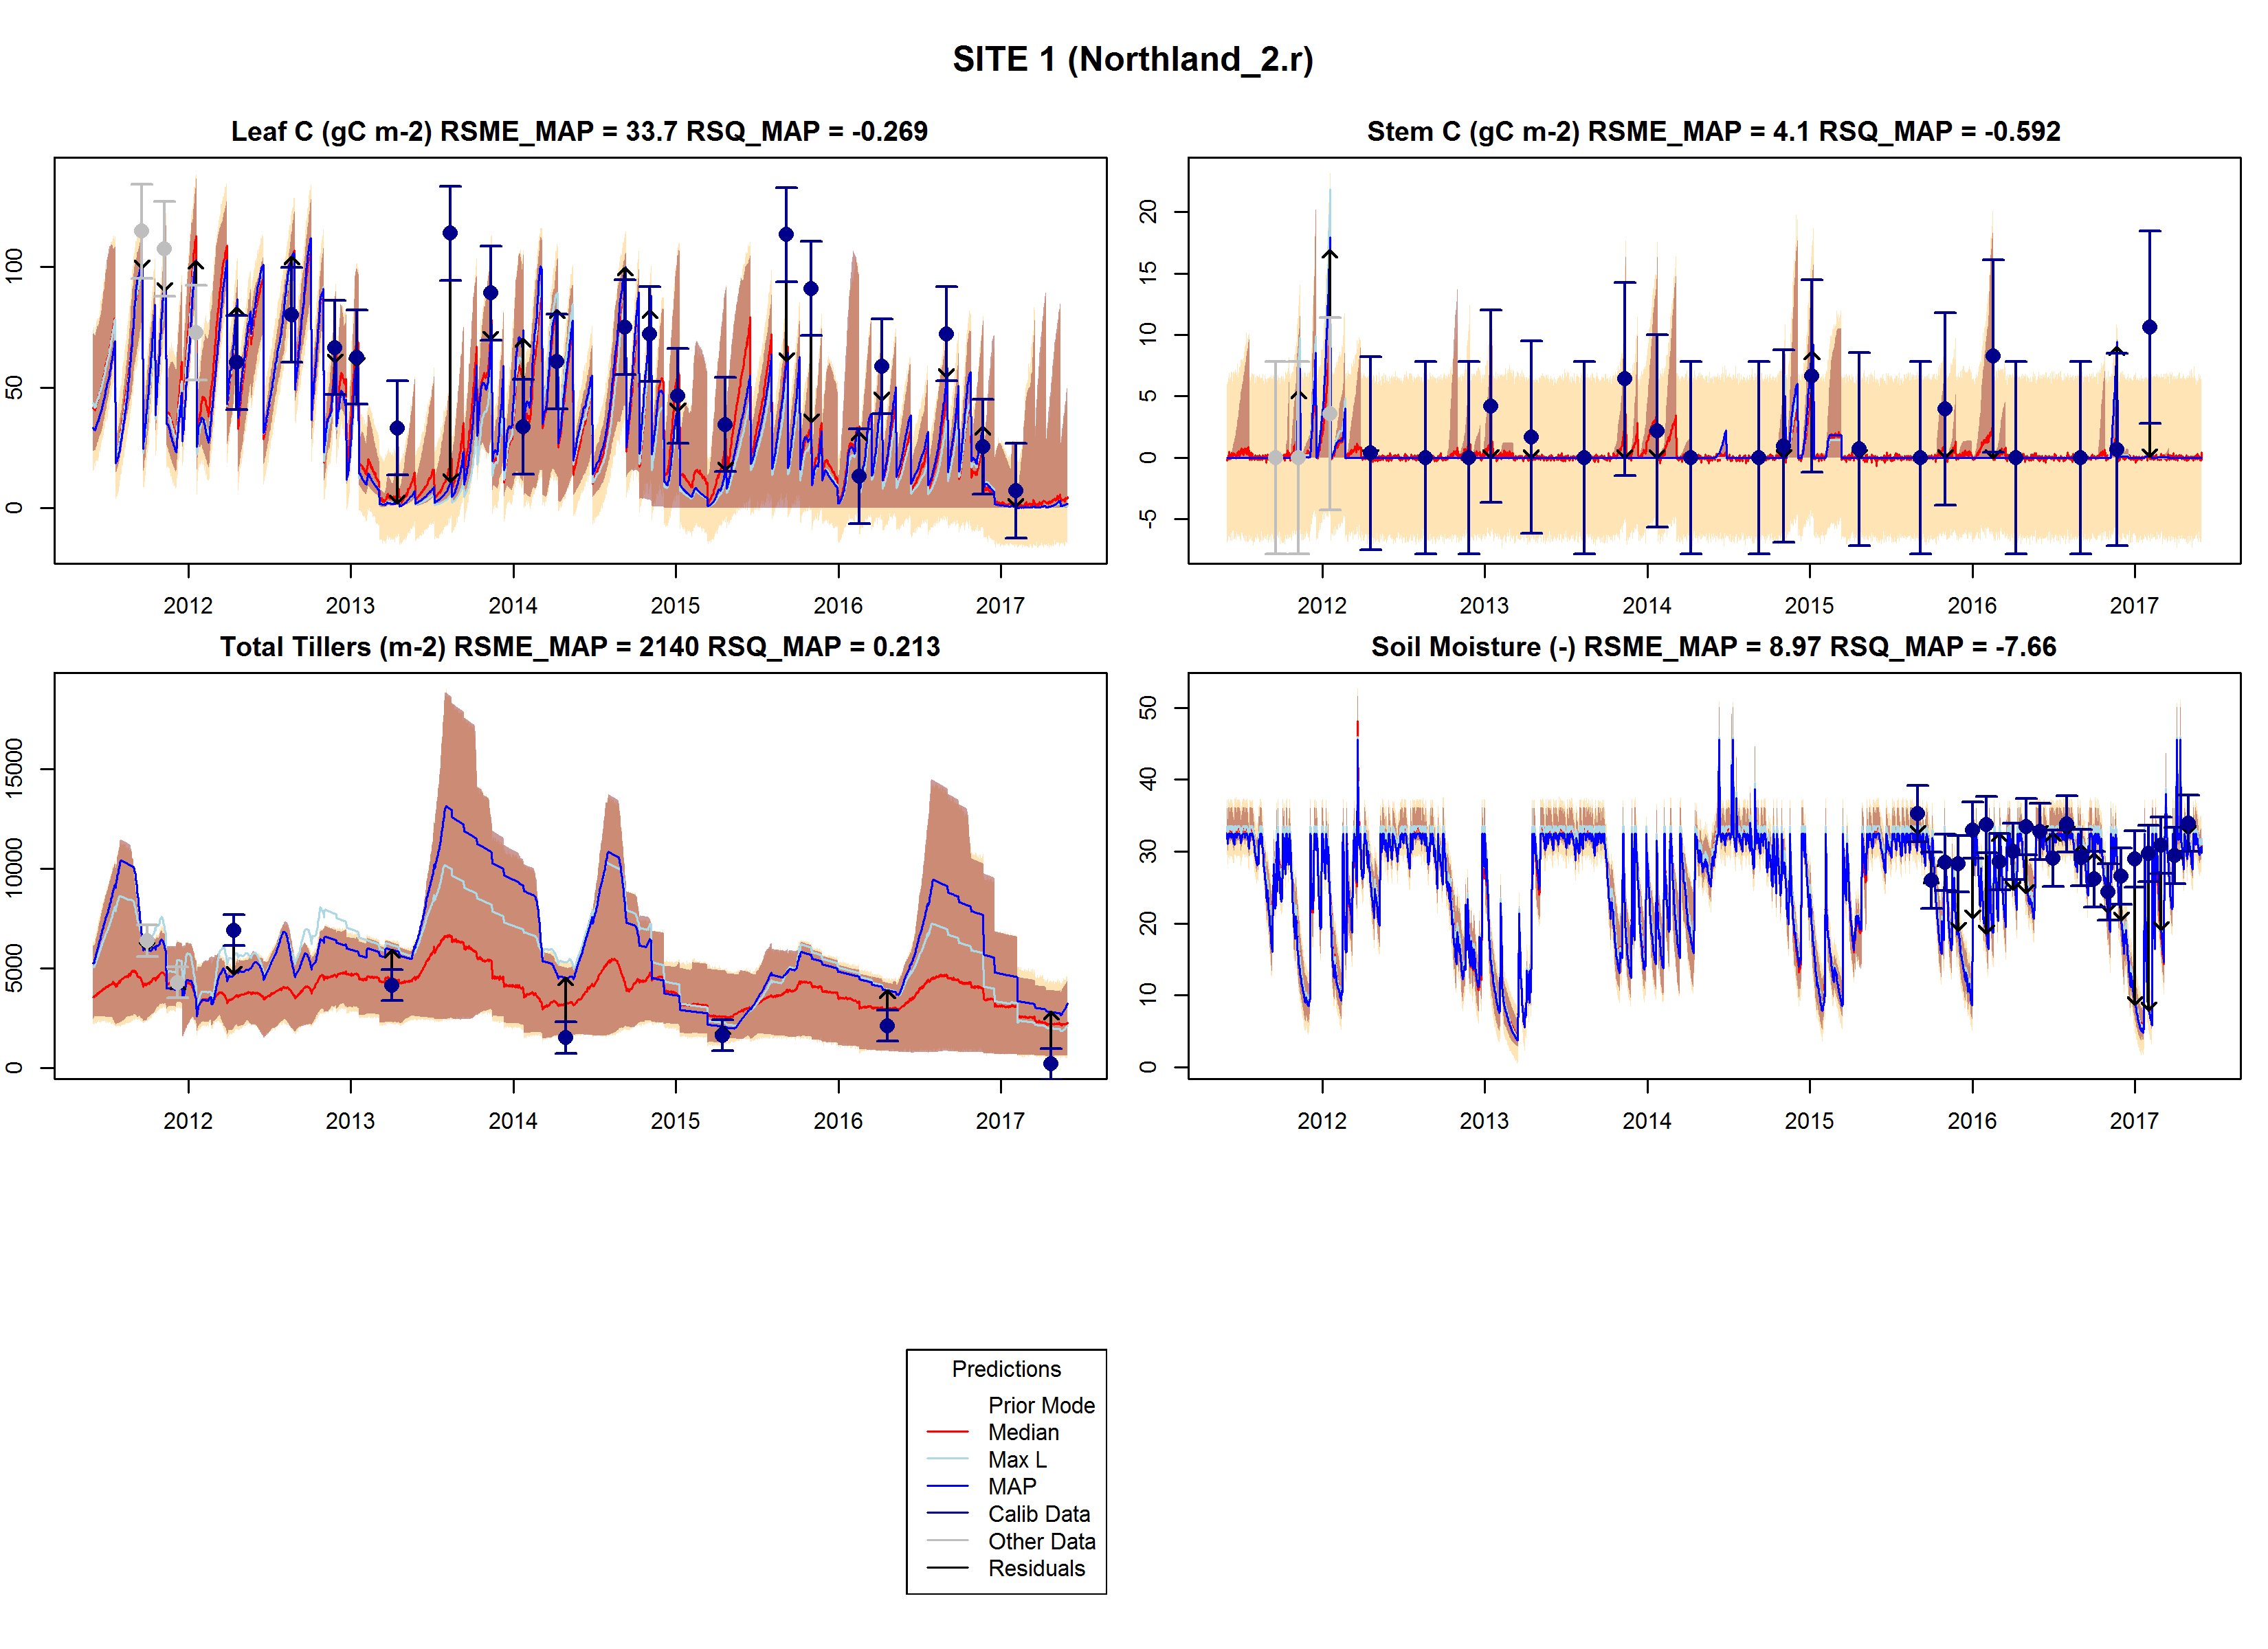 SITE 1 (Northland_2.r)
Leaf C (gC m-2) RSME_MAP = 33.7 RSQ_MAP = -0.269
0
50
100
2012 2013 2014 2015 2016 2017
Stem C (gC m-2) RSME_MAP = 4.1 RSQ_MAP = -0.592
-5
0
5
10
15
20
2012 2013 2014 2015 2016 2017
Total Tillers (m-2) RSME_MAP = 2140 RSQ_MAP = 0.213
0
5000
10000
15000
2012 2013 2014 2015 2016 2017
Soil Moisture (-) RSME_MAP = 8.97 RSQ_MAP = -7.66
0
10
20
30
40
50
2012 2013 2014 2015 2016 2017
Predictions
Prior Mode
Median
Max L
MAP
Calib Data
Other Data
Residuals